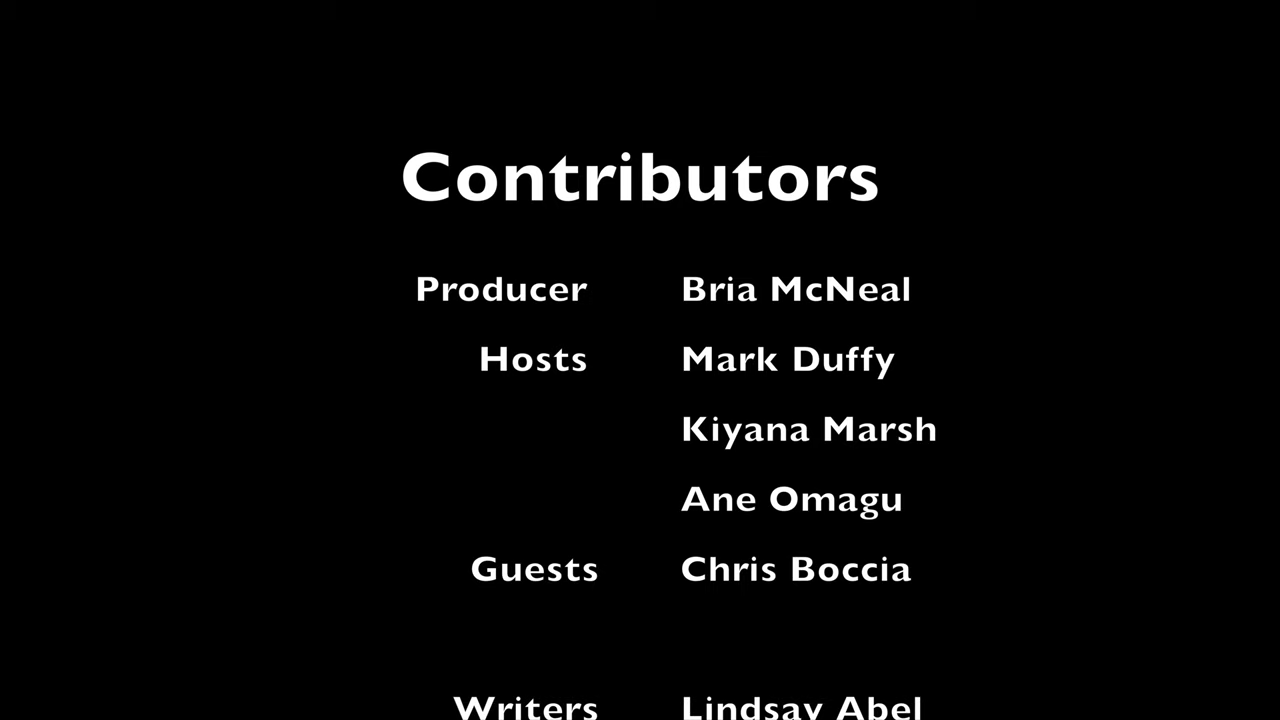 Contributors
Producer Bria McNeal
Hosts Mark Duffy
Kiyana Marsh
Ane Omagu
Guests Chris Boccia
Writers Lindsay Abel